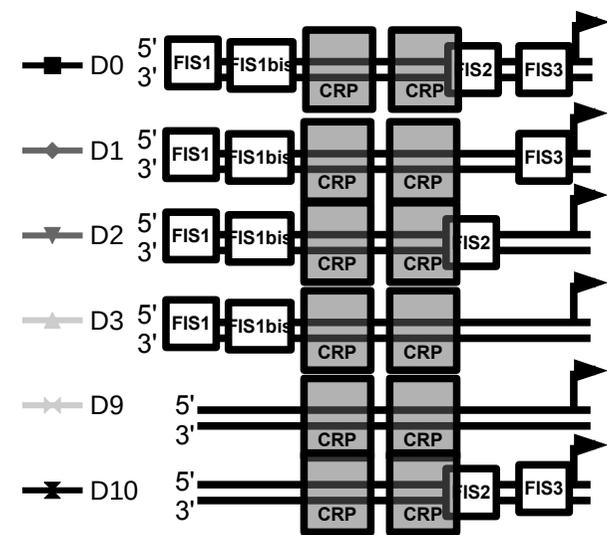 5'
D0 3' FIS1 FIS1bis CRP CRP FIS2 FIS3
5'
D1 3' FIS1 FIS1bis CRP CRP FIS3
5'
D2 3' FIS1 FIS1bis CRP CRP FIS2
5'
D3 3' FIS1 FIS1bis CRP CRP
5'
D9
3' CRP CRP
5'
D10 3' CRP CRP FIS2 FIS3